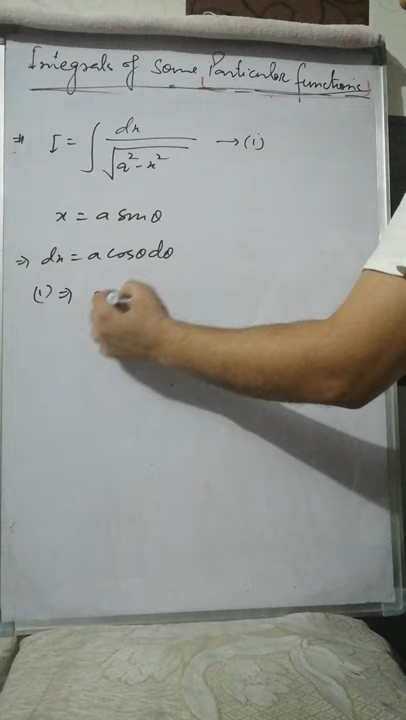 Integrals of Some Particular functions
⇒ I = ∫ dx / √(a² - x²) → (i)
x = a sinθ
⇒ dx = a cosθ dθ
(i) ⇒